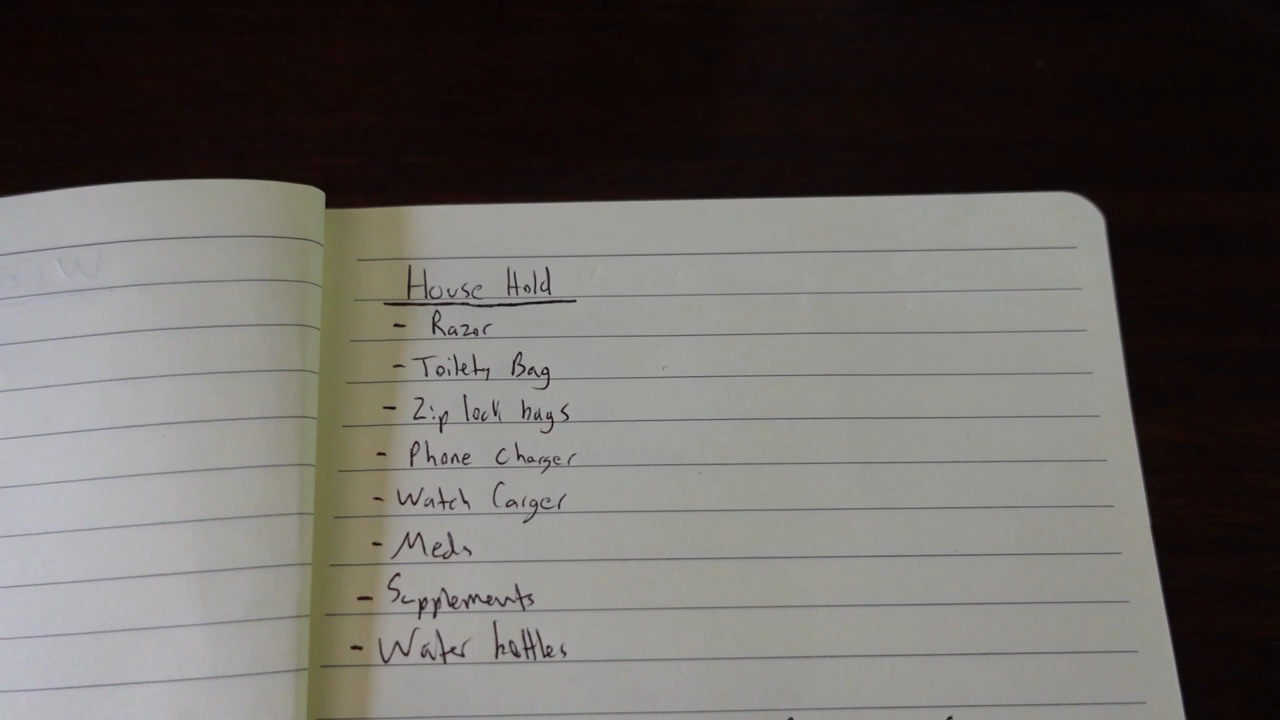 House Hold
- Razor
- Toilety Bag
- Zip lock bags
- Phone Charger
- Watch Carger
- Meds
- Supplements
- Water bottles